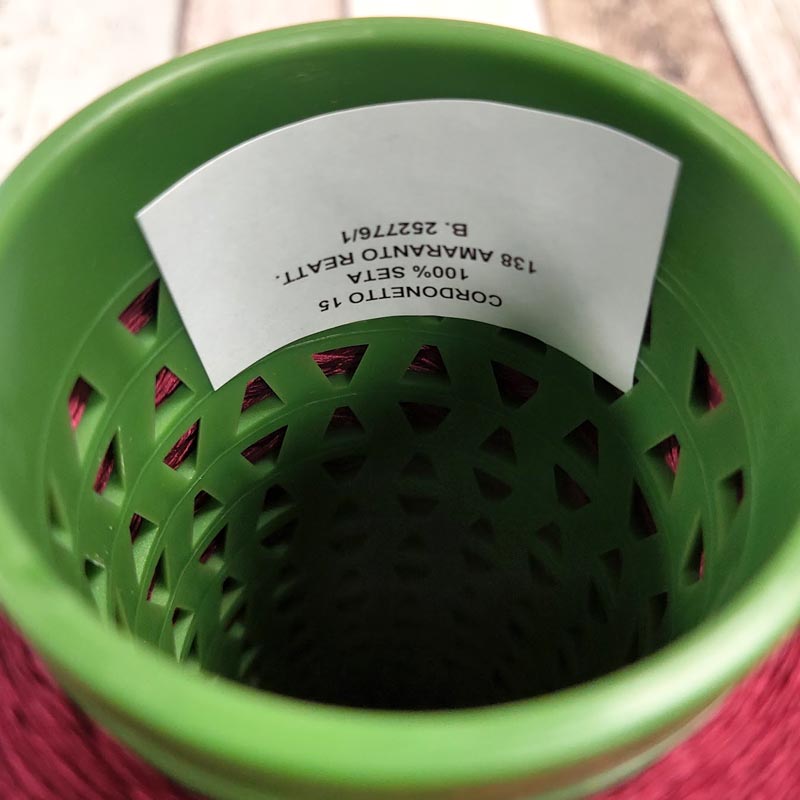 CORDONETTO 15
100% SETA
138 AMARANTO REATT.
B. 252776/1